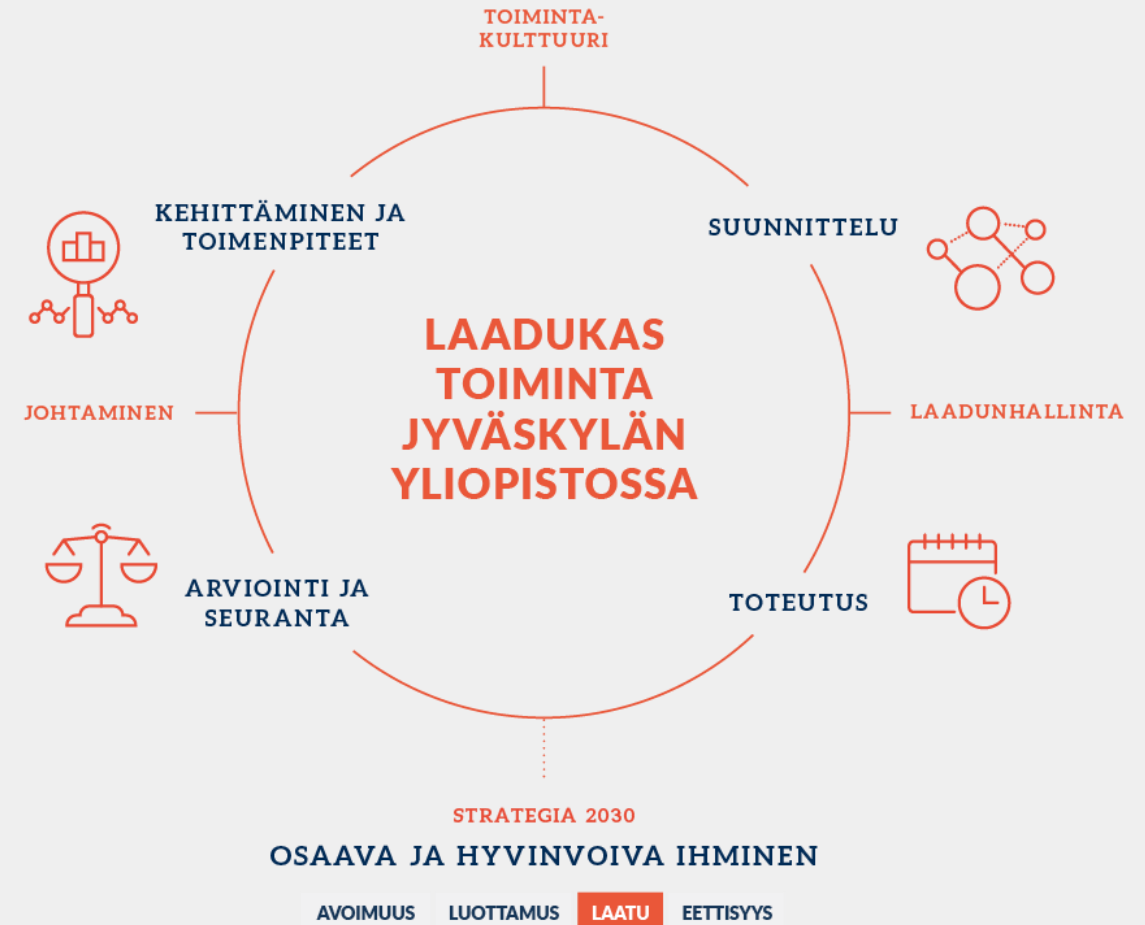 TOIMINTA-
KULTTUURI
KEHITTÄMINEN JA
TOIMENPITEET
SUUNNITTELU
LAADUKAS
TOIMINTA
JYVÄSKYLÄN
YLIOPISTOSSA
JOHTAMINEN
LAADUNHALLINTA
ARVIOINTI JA
SEURANTA
TOTEUTUS
STRATEGIA 2030
OSAAVA JA HYVINVOIVA IHMINEN
AVOIMUUS LUOTTAMUS LAATU EETTISYYS